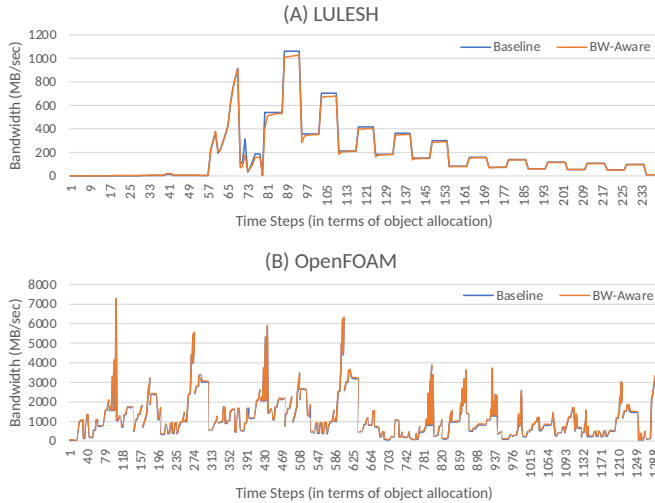 (A) LULESH
1200
1000
800
600
400
200
0
Bandwidth (MB/sec)
Baseline BW-Aware
1 9 17 25 33 41 49 57 65 73 81 89 97 105 113 121 129 137 145 153 161 169 177 185 193 201 209 217 225 233
Time Steps (in terms of object allocation)
(B) OpenFOAM
8000
7000
6000
5000
4000
3000
2000
1000
0
Bandwidth (MB/sec)
Baseline BW-Aware
1 40 79 118 157 196 235 274 313 352 391 430 469 508 547 586 625 664 703 742 781 820 859 898 937 976 1015 1054 1093 1132 1171 1210 1249 1288
Time Steps (in terms of object allocation)